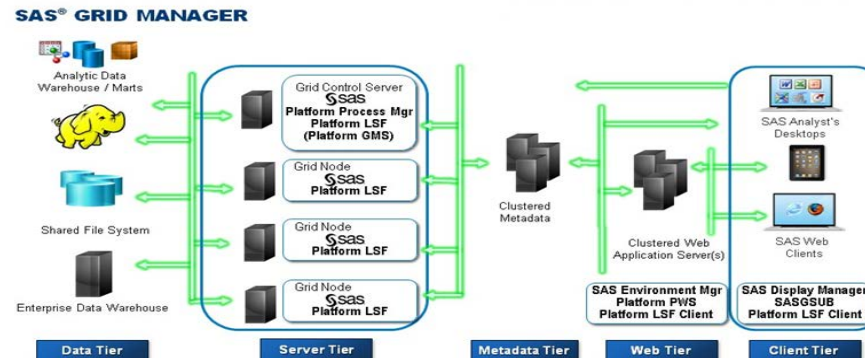 SAS® GRID MANAGER
Analytic Data
Warehouse / Marts
Shared File System
Enterprise Data Warehouse
Data Tier
Grid Control Server
sas
Platform Process Mgr
Platform LSF
(Platform GMS)
Grid Node
sas
Platform LSF
Grid Node
sas
Platform LSF
Grid Node
sas
Platform LSF
Server Tier
Clustered
Metadata
Metadata Tier
Clustered Web
Application Server(s)
SAS Environment Mgr
Platform PWS
Platform LSF Client
Web Tier
SAS Analyst's
Desktops
SAS Web
Clients
SAS Display Manager
SASGSUB
Platform LSF Client
Client Tier